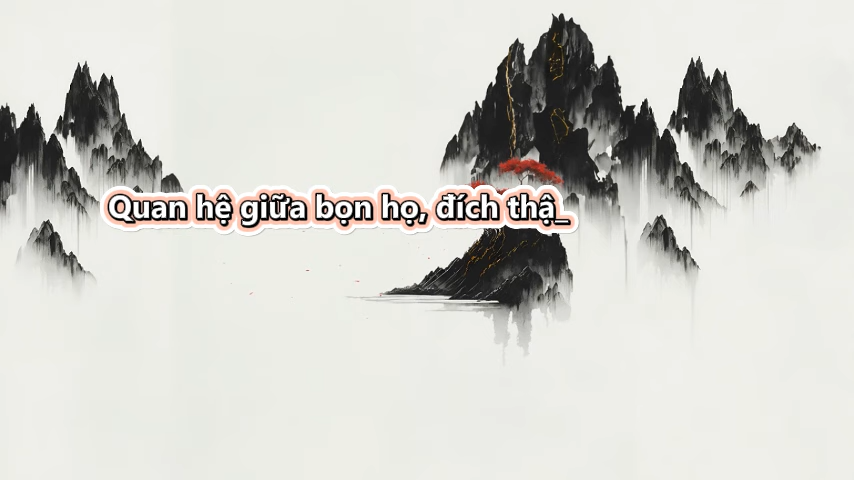 Quan hệ giữa bọn họ, đích thậ_